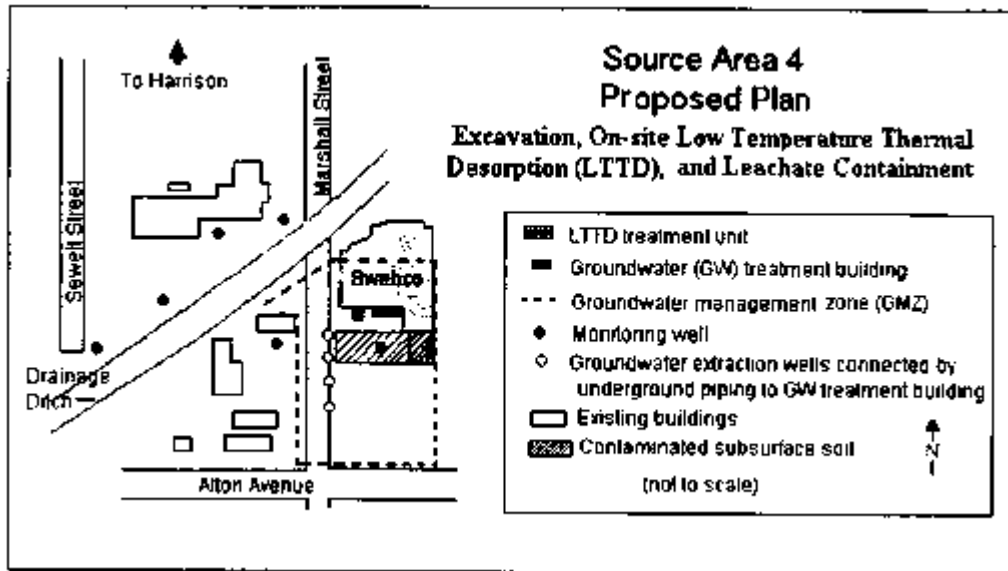 Source Area 4
Proposed Plan
Excavation, On-site Low Temperature Thermal
Desorption (LTTD), and Leachate Containment
To Harrison
Sewell Street
Marshall Street
Swebco
Drainage
Ditch
Alton Avenue
LTTD treatment unit
Groundwater (GW) treatment building
Groundwater management zone (GMZ)
Monitoring well
Groundwater extraction wells connected by
underground piping to GW treatment building
Existing buildings
Contaminated subsurface soil
(not to scale)
N